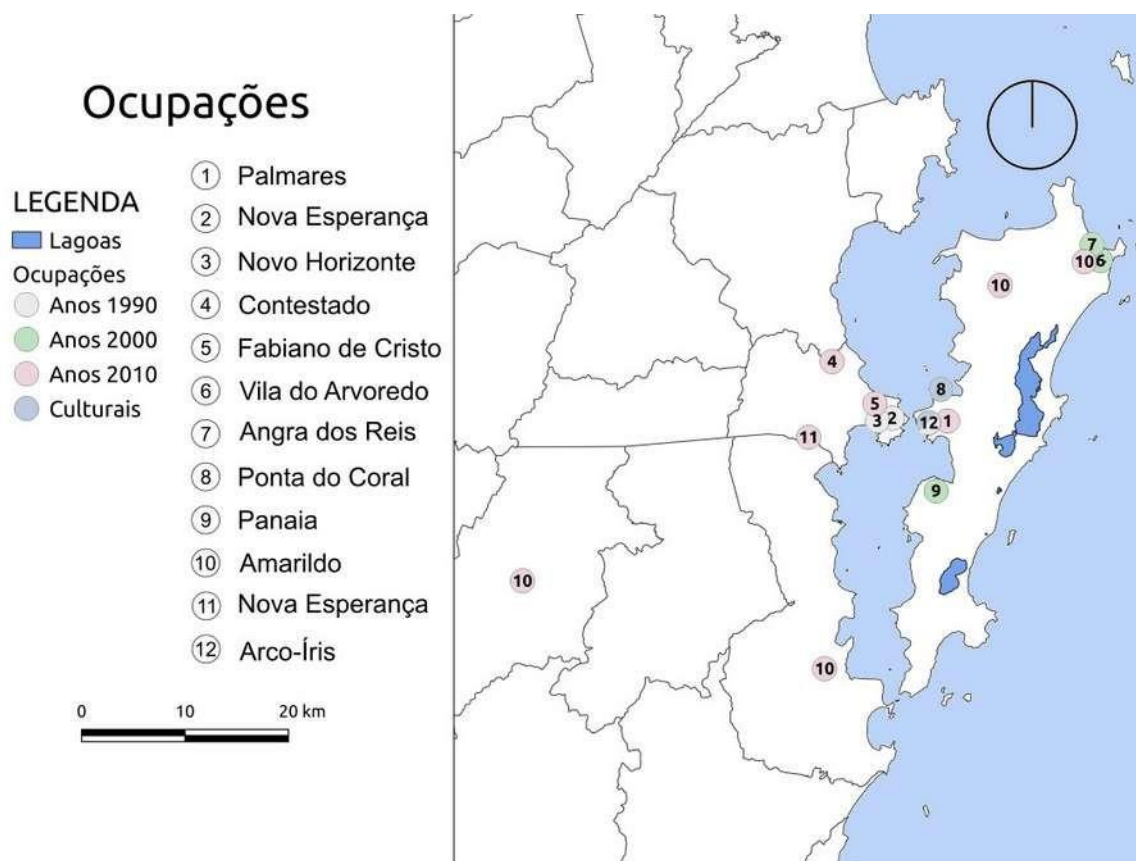 Ocupações
LEGENDA
Lagoas
Ocupações
Anos 1990
Anos 2000
Anos 2010
Culturais
1 Palmares
2 Nova Esperança
3 Novo Horizonte
4 Contestado
5 Fabiano de Cristo
6 Vila do Arvoredo
7 Angra dos Reis
8 Ponta do Coral
9 Panaia
10 Amarildo
11 Nova Esperança
12 Arco-Íris
0 10 20 km
7
10 6
10
4
8
5
3 2 12 1
11
9
10
10